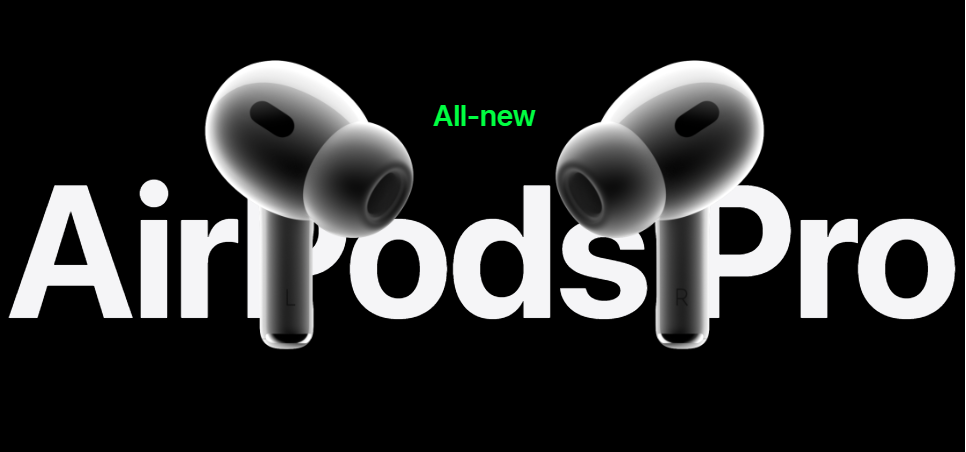 All-new
AirPods Pro
L
R